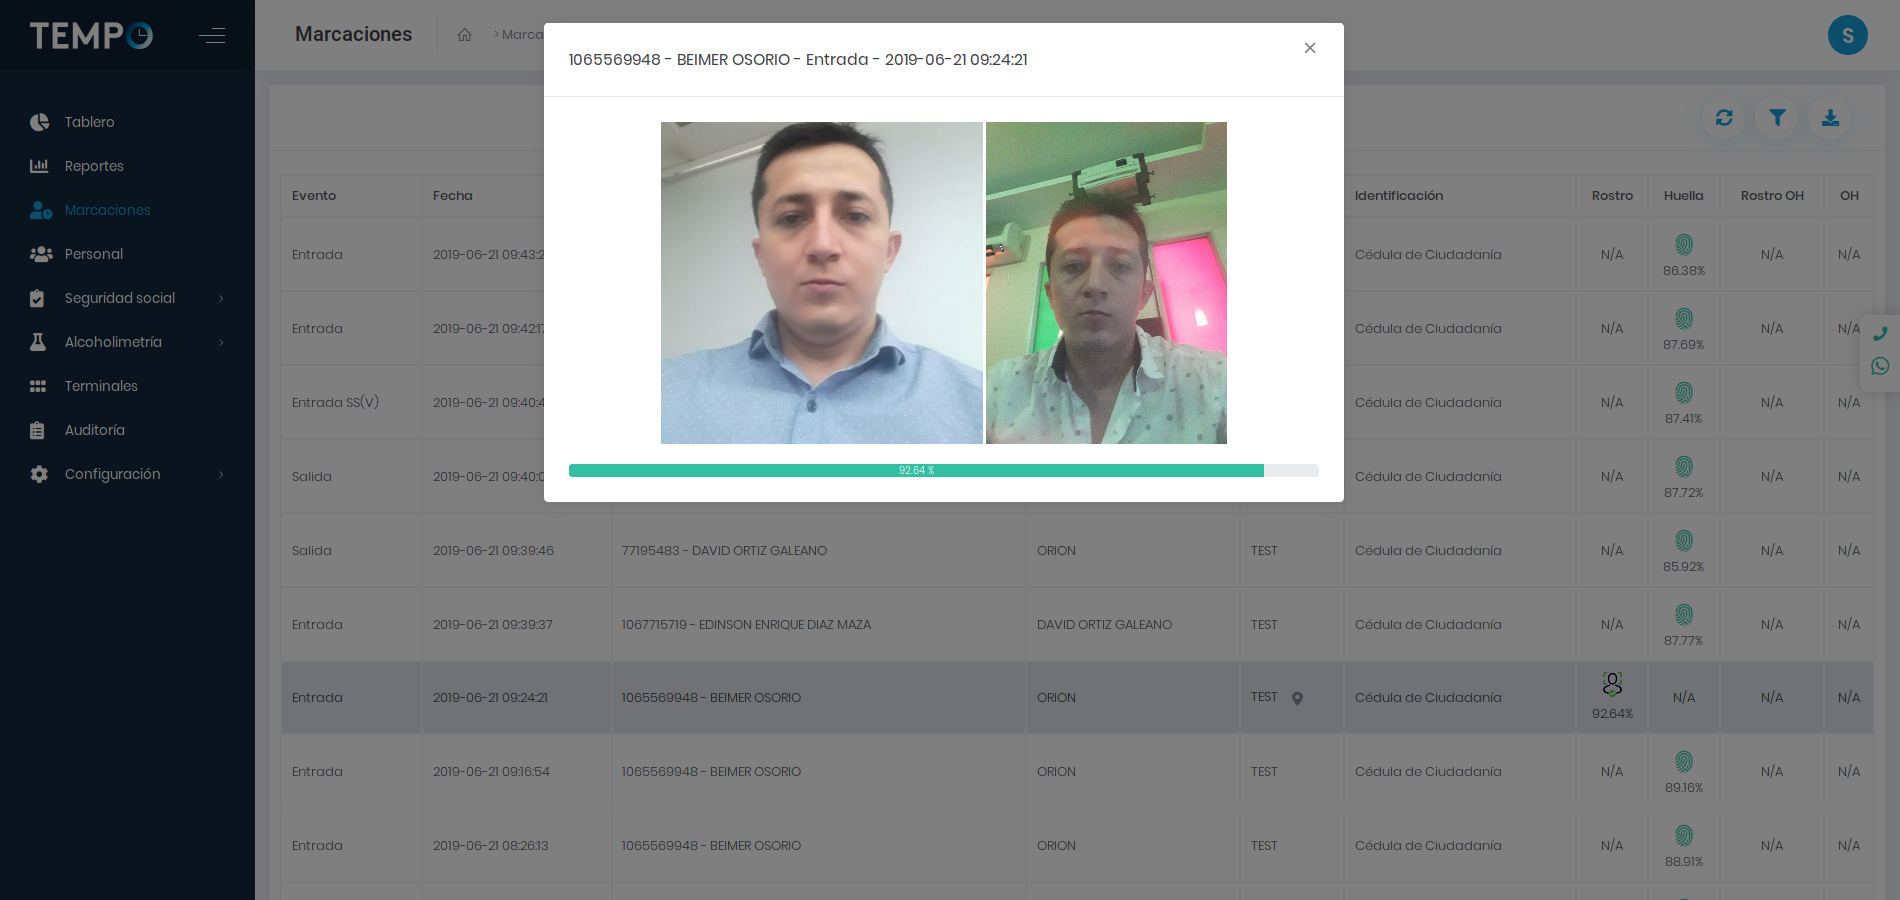 TEMPO
Marcaciones
> Marca
S
1065569948 - BEIMER OSORIO - Entrada - 2019-06-21 09:24:21
×
92.64 %
Tablero
Reportes
Marcaciones
Personal
Seguridad social
Alcoholimetría
Terminales
Auditoría
Configuración
Evento Fecha Identificación Rostro Huella Rostro OH OH
Entrada 2019-06-21 09:43:2 Cédula de Ciudadanía N/A 86.38% N/A N/A
Entrada 2019-06-21 09:42:17 Cédula de Ciudadanía N/A 87.69% N/A N/A
Entrada SS(V) 2019-06-21 09:40:4 Cédula de Ciudadanía N/A 87.41% N/A N/A
Salida 2019-06-21 09:40:0 Cédula de Ciudadanía N/A 87.72% N/A N/A
Salida 2019-06-21 09:39:46 77195483 - DAVID ORTIZ GALEANO ORION TEST Cédula de Ciudadanía N/A 85.92% N/A N/A
Entrada 2019-06-21 09:39:37 1067715719 - EDINSON ENRIQUE DIAZ MAZA DAVID ORTIZ GALEANO TEST Cédula de Ciudadanía N/A 87.77% N/A N/A
Entrada 2019-06-21 09:24:21 1065569948 - BEIMER OSORIO ORION TEST Cédula de Ciudadanía 92.64% N/A N/A N/A
Entrada 2019-06-21 09:16:54 1065569948 - BEIMER OSORIO ORION TEST Cédula de Ciudadanía N/A 89.16% N/A N/A
Entrada 2019-06-21 08:26:13 1065569948 - BEIMER OSORIO ORION TEST Cédula de Ciudadanía N/A 88.91% N/A N/A